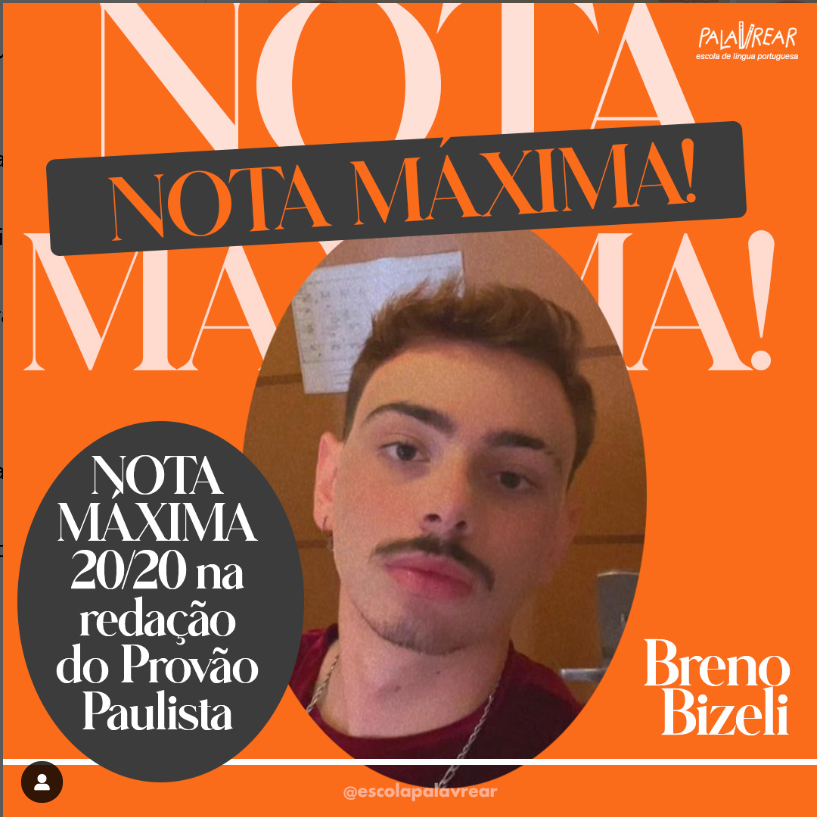 NOTA
PALAVREAR
escola de língua portuguesa
NOTA MÁXIMA!
MÁXIMA!
NOTA
MÁXIMA
20/20 na
redação
do Provão
Paulista
Breno
Bizeli
@escolapalavrear